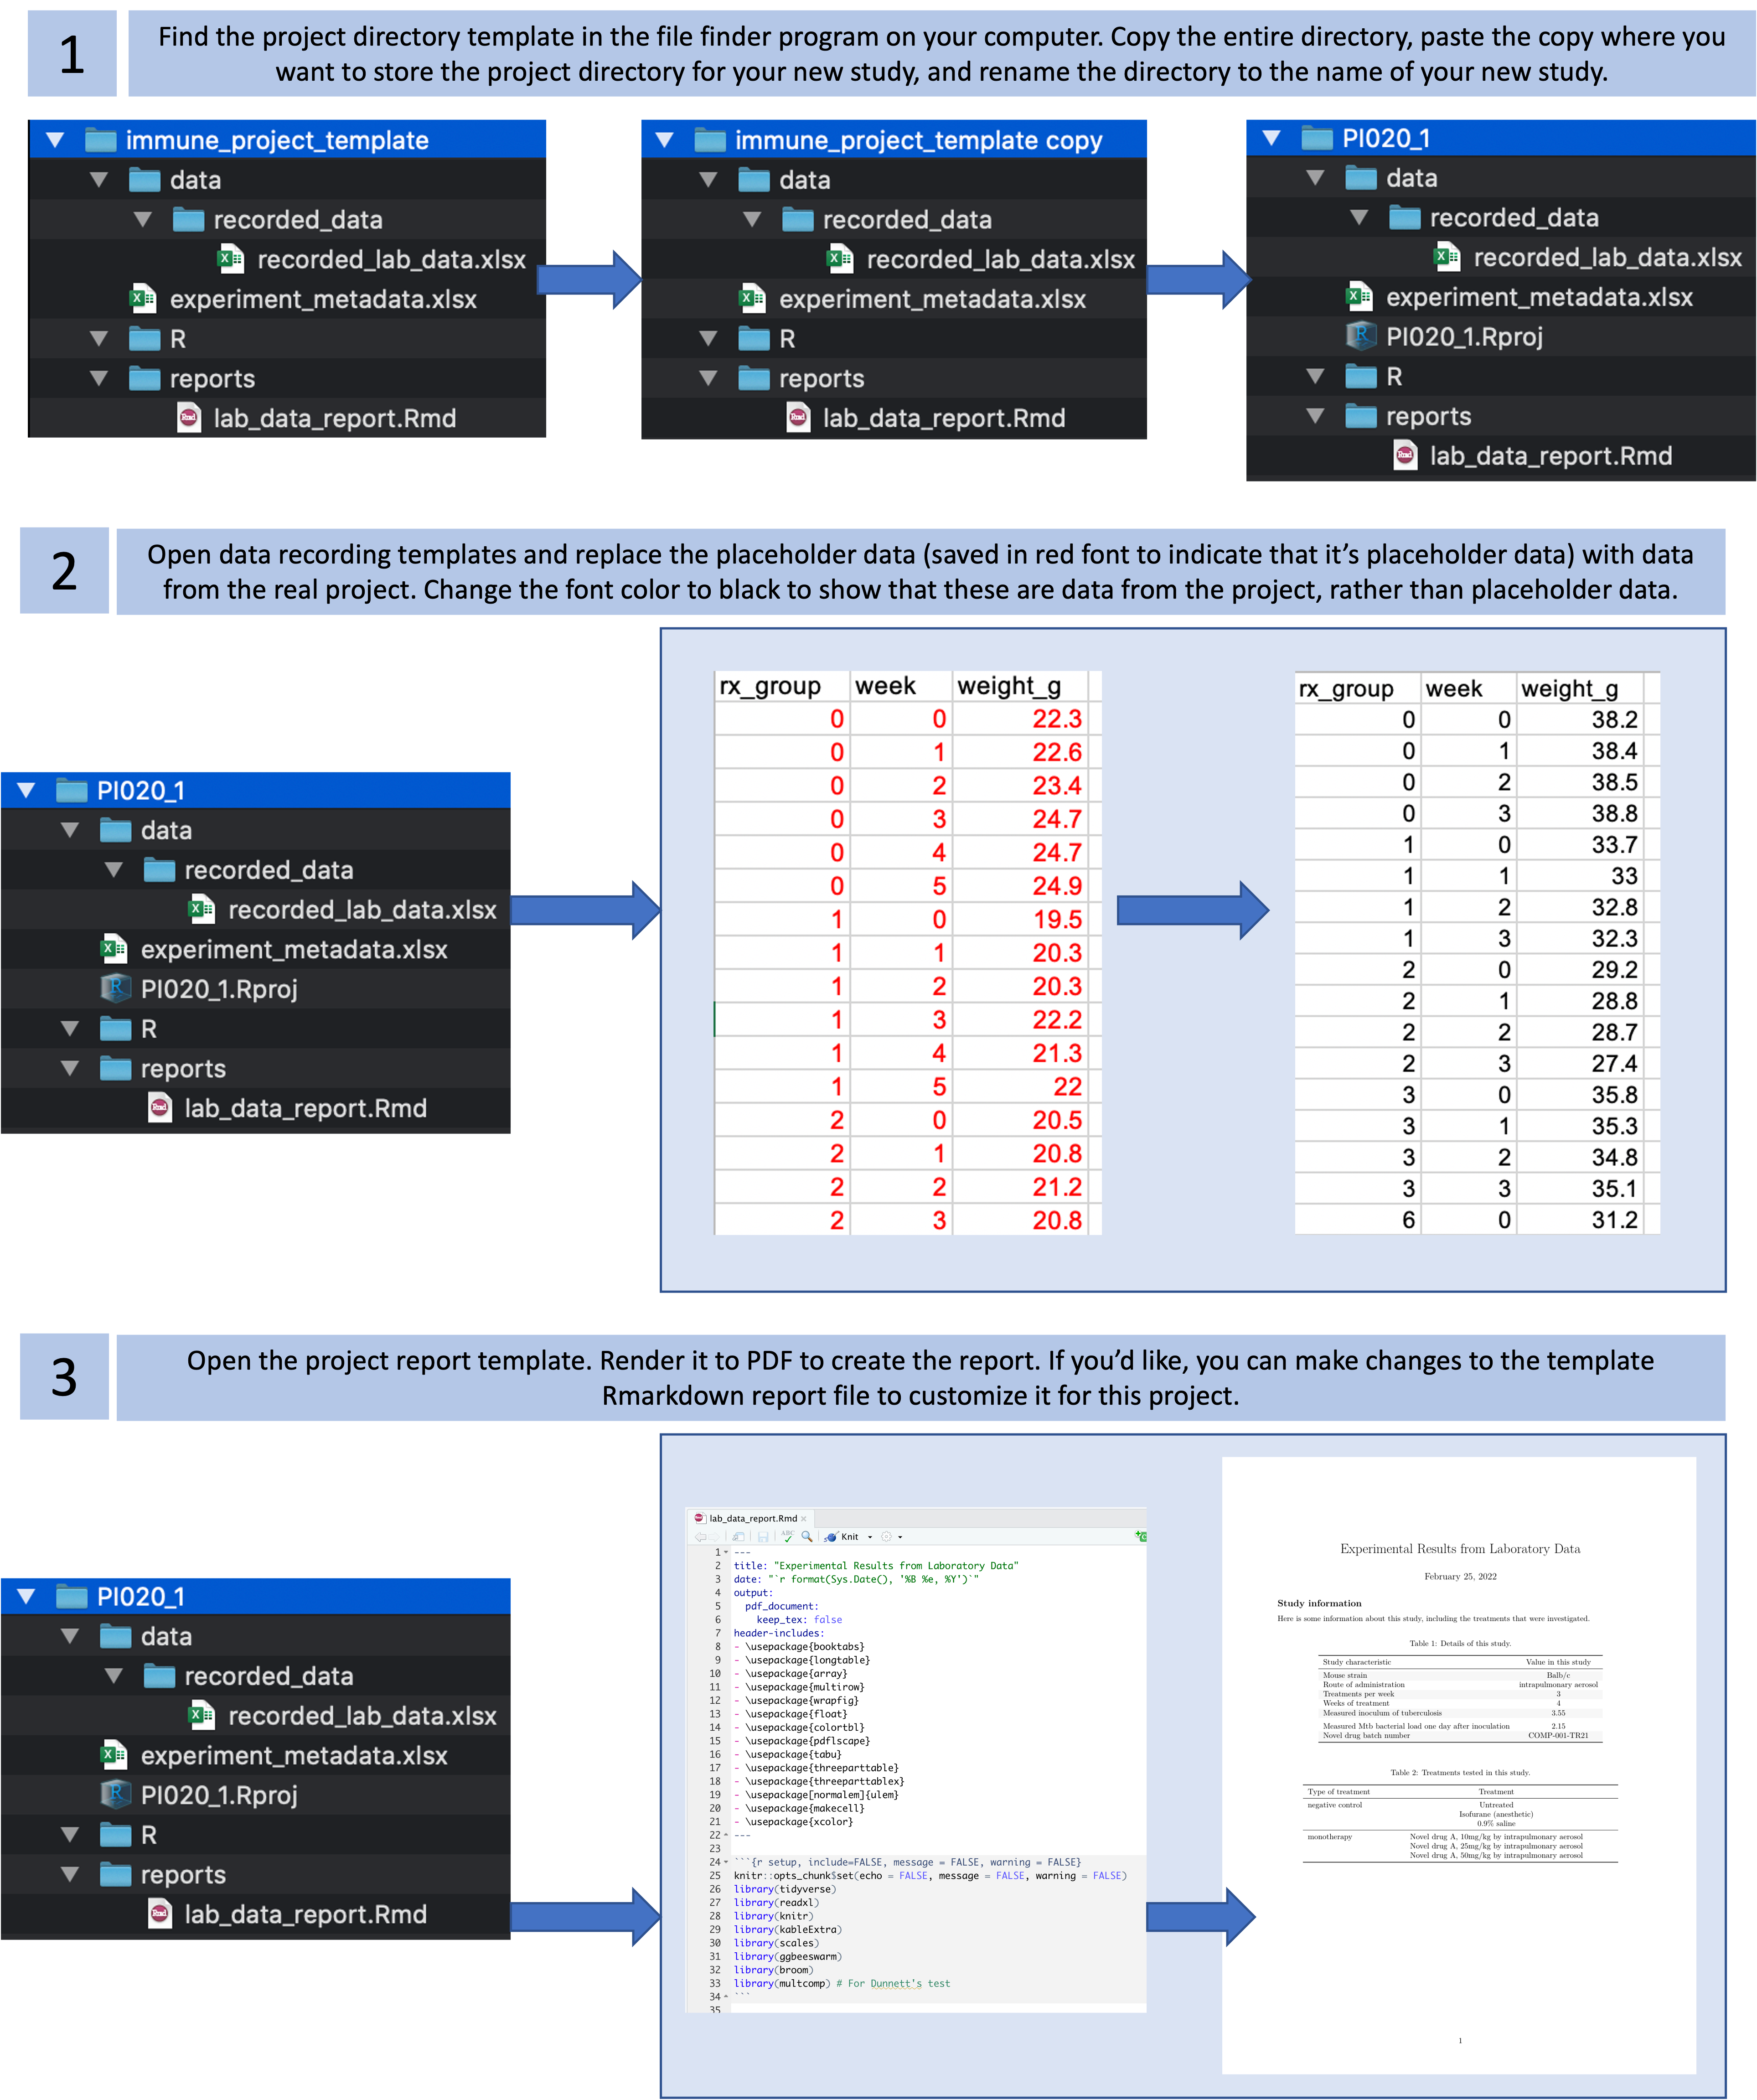 1
Find the project directory template in the file finder program on your computer. Copy the entire directory, paste the copy where you
want to store the project directory for your new study, and rename the directory to the name of your new study.
immune_project_template
data
recorded_data
recorded_lab_data.xlsx
experiment_metadata.xlsx
R
reports
lab_data_report.Rmd
immune_project_template copy
data
recorded_data
recorded_lab_data.xlsx
experiment_metadata.xlsx
R
reports
lab_data_report.Rmd
PI020_1
data
recorded_data
recorded_lab_data.xlsx
experiment_metadata.xlsx
PI020_1.Rproj
R
reports
lab_data_report.Rmd
2
Open data recording templates and replace the placeholder data (saved in red font to indicate that it's placeholder data) with data
from the real project. Change the font color to black to show that these are data from the project, rather than placeholder data.
PI020_1
data
recorded_data
recorded_lab_data.xlsx
experiment_metadata.xlsx
PI020_1.Rproj
R
reports
lab_data_report.Rmd
rx_group week weight_g
0 0 22.3
0 1 22.6
0 2 23.4
0 3 24.7
0 4 24.7
0 5 24.9
1 0 19.5
1 1 20.3
1 2 20.3
1 3 22.2
1 4 21.3
1 5 22
2 0 20.5
2 1 20.8
2 2 21.2
2 3 20.8
rx_group week weight_g
0 0 38.2
0 1 38.4
0 2 38.5
0 3 38.8
1 0 33.7
1 1 33
1 2 32.8
1 3 32.3
2 0 29.2
2 1 28.8
2 2 28.7
2 3 27.4
3 0 35.8
3 1 35.3
3 2 34.8
3 3 35.1
6 0 31.2
3
Open the project report template. Render it to PDF to create the report. If you'd like, you can make changes to the template
Rmarkdown report file to customize it for this project.
PI020_1
data
recorded_data
recorded_lab_data.xlsx
experiment_metadata.xlsx
PI020_1.Rproj
R
reports
lab_data_report.Rmd
lab_data_report.Rmd
ABC Knit
1 ---
2 title: "Experimental Results from Laboratory Data"
3 date: "`r format(Sys.Date(), '%B %e, %Y')`"
4 output:
5 pdf_document:
6 keep_tex: false
7 header-includes:
8 - \usepackage{booktabs}
9 - \usepackage{longtable}
10 - \usepackage{array}
11 - \usepackage{multirow}
12 - \usepackage{wrapfig}
13 - \usepackage{float}
14 - \usepackage{colortbl}
15 - \usepackage{pdflscape}
16 - \usepackage{tabu}
17 - \usepackage{threeparttable}
18 - \usepackage{threeparttablex}
19 - \usepackage[normalem]{ulem}
20 - \usepackage{makecell}
21 - \usepackage{xcolor}
22 ---
23
24 ```{r setup, include=FALSE, message = FALSE, warning = FALSE}
25 knitr::opts_chunk$set(echo = FALSE, message = FALSE, warning = FALSE)
26 library(tidyverse)
27 library(readxl)
28 library(knitr)
29 library(kableExtra)
30 library(scales)
31 library(ggbeeswarm)
32 library(broom)
33 library(multcomp) # For Dunnett's test
34 ```
35
Experimental Results from Laboratory Data
February 25, 2022
Study information
Here is some information about this study, including the treatments that were investigated.
Table 1: Details of this study.
Study characteristic Value in this study
Mouse strain Balb/c
Route of administration intrapulmonary aerosol
Treatments per week 3
Weeks of treatment 4
Measured inoculum of tuberculosis 3.55
Measured Mtb bacterial load one day after inoculation 2.15
Novel drug batch number COMP-001-TR21
Table 2: Treatments tested in this study.
Type of treatment Treatment
negative control Untreated
Isofurane (anesthetic)
0.9% saline
monotherapy Novel drug A, 10mg/kg by intrapulmonary aerosol
Novel drug A, 25mg/kg by intrapulmonary aerosol
Novel drug A, 50mg/kg by intrapulmonary aerosol
1